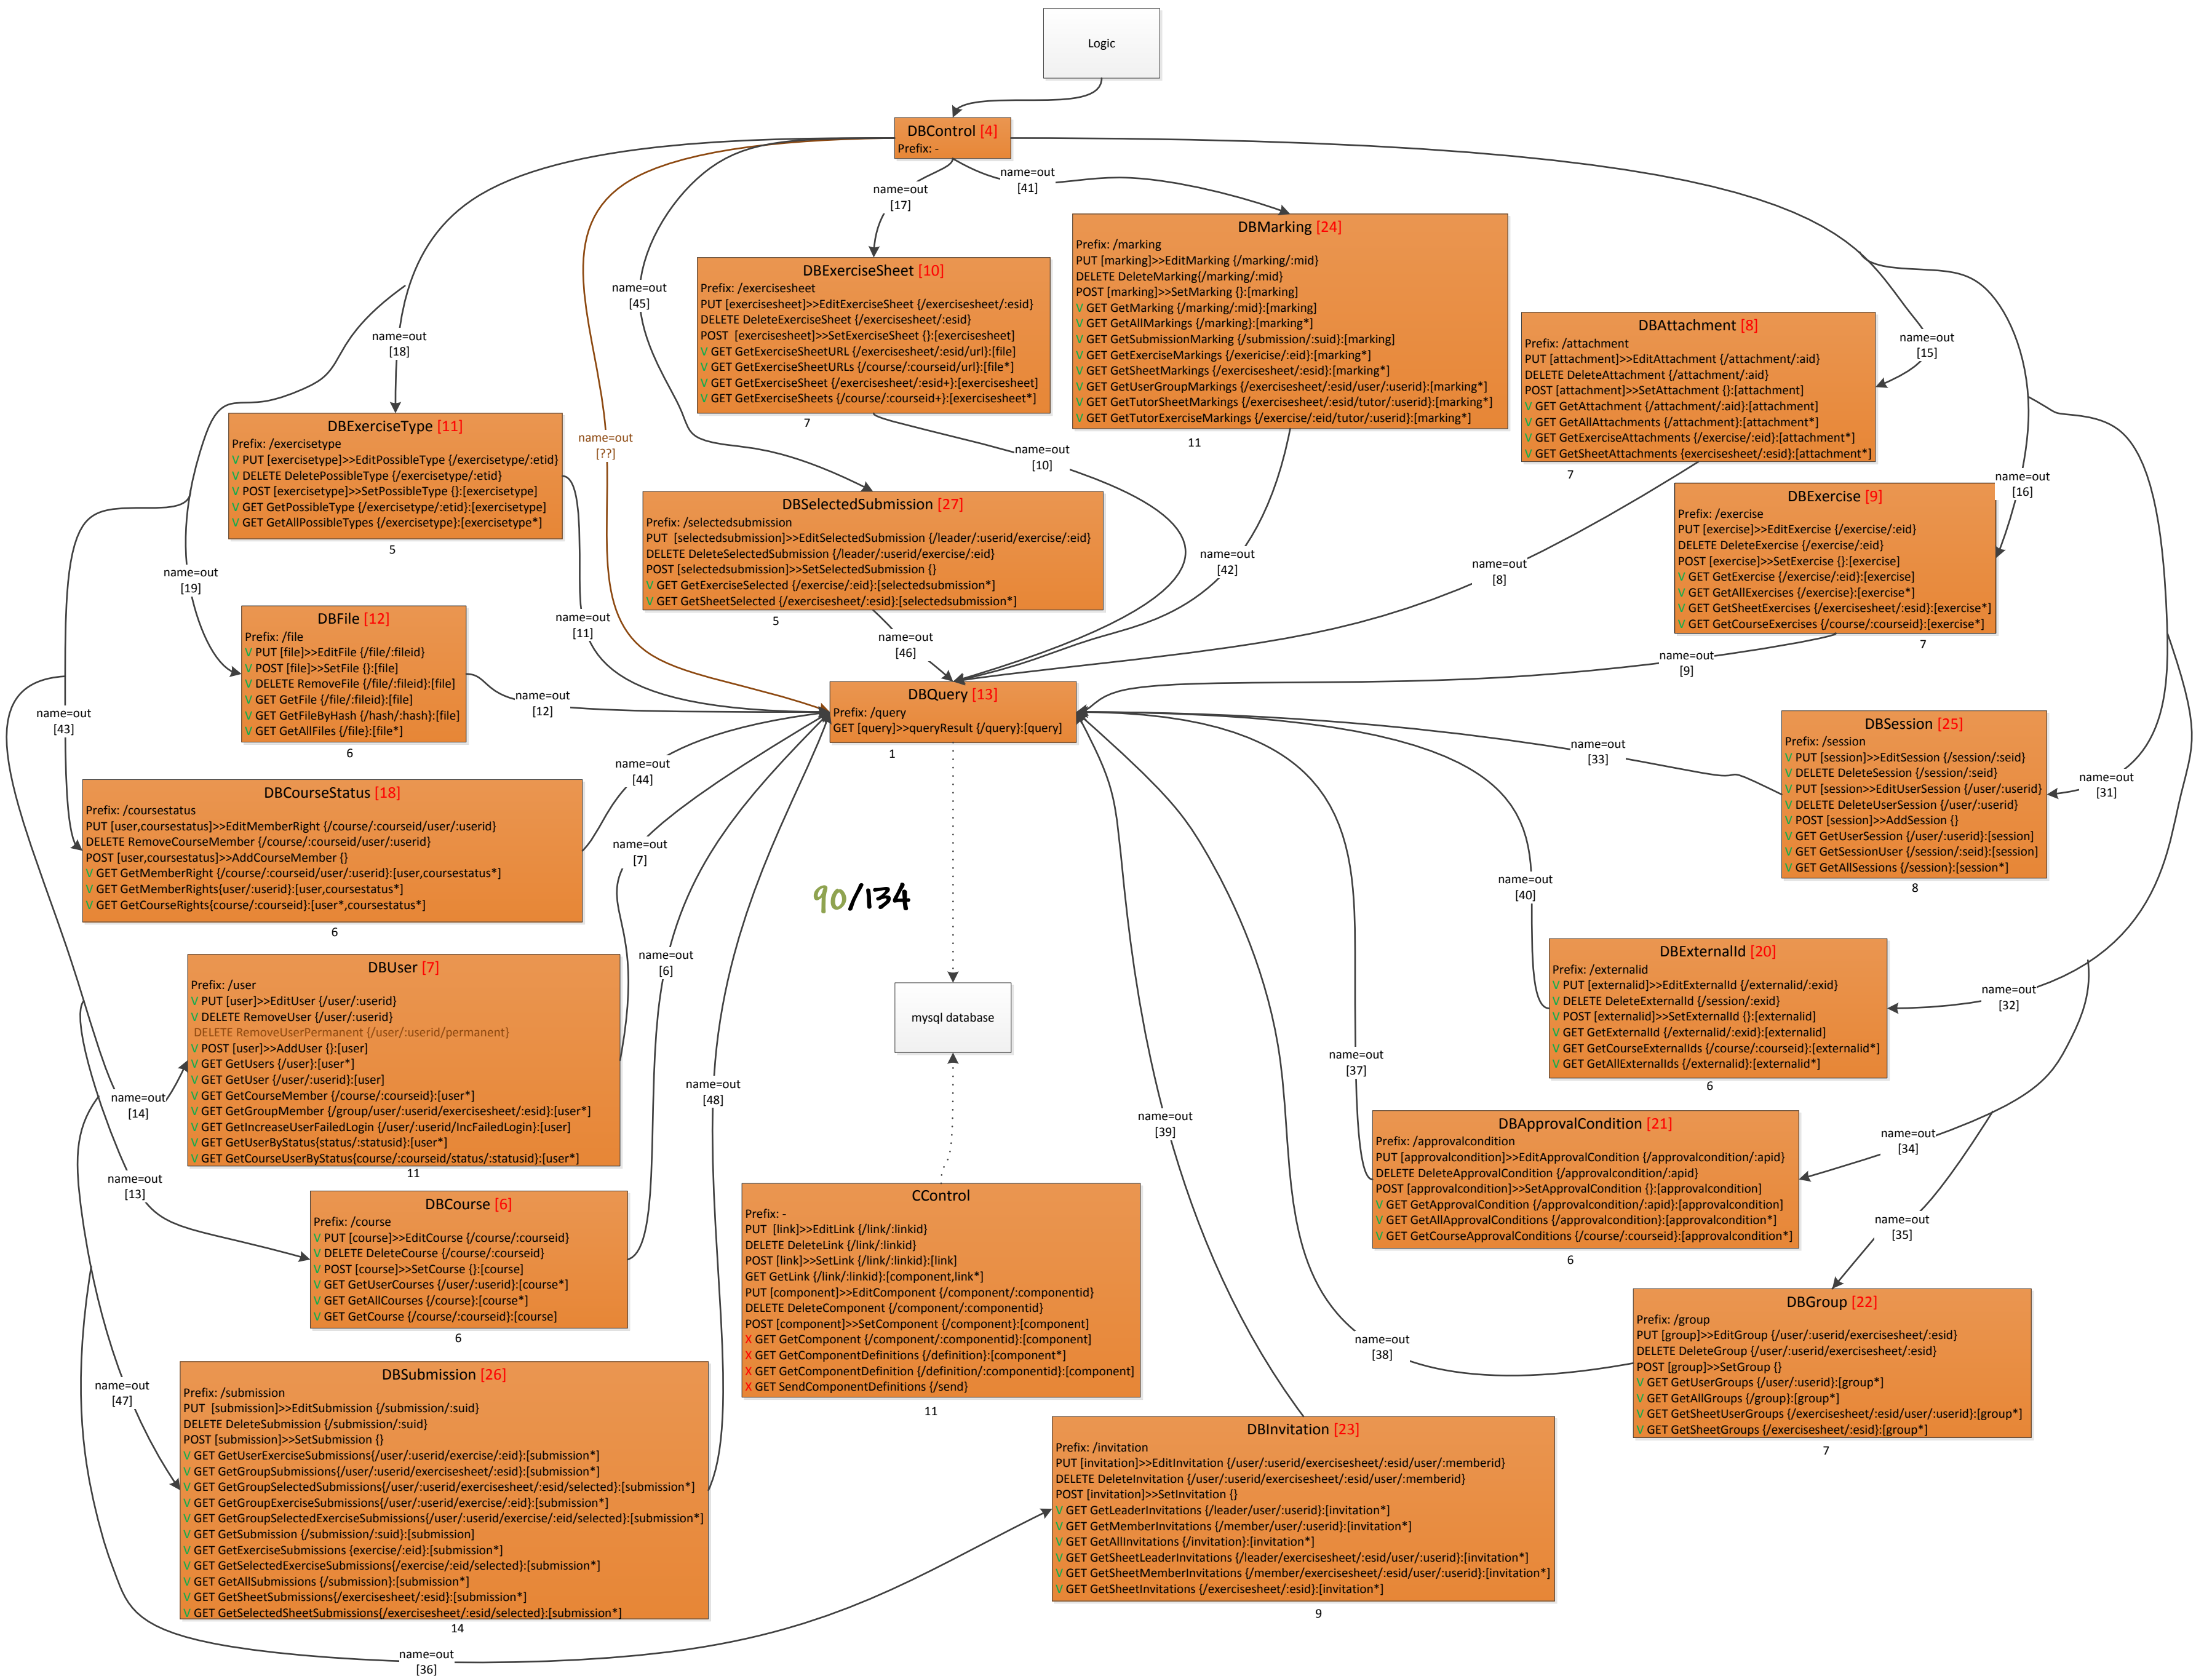 Logic
DBControl [4]
Prefix: -
name=out
[41]
name=out
[17]
DBMarking [24]
Prefix: /marking
PUT [marking]>>EditMarking {/marking/:mid}
DELETE DeleteMarking{/marking/:mid}
POST [marking]>>SetMarking {}:[marking]
V GET GetMarking {/marking/:mid}:[marking]
V GET GetAllMarkings {/marking}:[marking*]
V GET GetSubmissionMarking {/submission/:suid}:[marking]
V GET GetExerciseMarkings {/exericise/:eid}:[marking*]
V GET GetSheetMarkings {/exercisesheet/:esid}:[marking*]
V GET GetUserGroupMarkings {/exercisesheet/:esid/user/:userid}:[marking*]
V GET GetTutorSheetMarkings {/exercisesheet/:esid/tutor/:userid}:[marking*]
V GET GetTutorExerciseMarkings {/exercise/:eid/tutor/:userid}:[marking*]
11
DBExerciseSheet [10]
Prefix: /exercisesheet
PUT [exercisesheet]>>EditExerciseSheet {/exercisesheet/:esid}
DELETE DeleteExerciseSheet {/exercisesheet/:esid}
POST  [exercisesheet]>>SetExerciseSheet {}:[exercisesheet]
V GET GetExerciseSheetURL {/exercisesheet/:esid/url}:[file]
V GET GetExerciseSheetURLs {/course/:courseid/url}:[file*]
V GET GetExerciseSheet {/exercisesheet/:esid+}:[exercisesheet]
V GET GetExerciseSheets {/course/:courseid+}:[exercisesheet*]
7
name=out
[45]
name=out
[18]
name=out
[15]
DBAttachment [8]
Prefix: /attachment
PUT [attachment]>>EditAttachment {/attachment/:aid}
DELETE DeleteAttachment {/attachment/:aid}
POST [attachment]>>SetAttachment {}:[attachment]
V GET GetAttachment {/attachment/:aid}:[attachment]
V GET GetAllAttachments {/attachment}:[attachment*]
V GET GetExerciseAttachments {/exercise/:eid}:[attachment*]
V GET GetSheetAttachments {exercisesheet/:esid}:[attachment*]
7
DBExerciseType [11]
Prefix: /exercisetype
V PUT [exercisetype]>>EditPossibleType {/exercisetype/:etid}
V DELETE DeletePossibleType {/exercisetype/:etid}
V POST [exercisetype]>>SetPossibleType {}:[exercisetype]
V GET GetPossibleType {/exercisetype/:etid}:[exercisetype]
V GET GetAllPossibleTypes {/exercisetype}:[exercisetype*]
5
name=out
[??]
name=out
[10]
name=out
[16]
DBSelectedSubmission [27]
Prefix: /selectedsubmission
PUT  [selectedsubmission]>>EditSelectedSubmission {/leader/:userid/exercise/:eid}
DELETE DeleteSelectedSubmission {/leader/:userid/exercise/:eid}
POST [selectedsubmission]>>SetSelectedSubmission {}
V GET GetExerciseSelected {/exercise/:eid}:[selectedsubmission*]
V GET GetSheetSelected {/exercisesheet/:esid}:[selectedsubmission*]
5
DBExercise [9]
Prefix: /exercise
PUT [exercise]>>EditExercise {/exercise/:eid}
DELETE DeleteExercise {/exercise/:eid}
POST [exercise]>>SetExercise {}:[exercise]
V GET GetExercise {/exercise/:eid}:[exercise]
V GET GetAllExercises {/exercise}:[exercise*]
V GET GetSheetExercises {/exercisesheet/:esid}:[exercise*]
V GET GetCourseExercises {/course/:courseid}:[exercise*]
7
name=out
[19]
name=out
[42]
name=out
[8]
name=out
[11]
name=out
[46]
name=out
[9]
DBFile [12]
Prefix: /file
V PUT [file]>>EditFile {/file/:fileid}
V POST [file]>>SetFile {}:[file]
V DELETE RemoveFile {/file/:fileid}:[file]
V GET GetFile {/file/:fileid}:[file]
V GET GetFileByHash {/hash/:hash}:[file]
V GET GetAllFiles {/file}:[file*]
6
name=out
[12]
name=out
[43]
DBQuery [13]
Prefix: /query
GET [query]>>queryResult {/query}:[query]
1
name=out
[33]
DBSession [25]
Prefix: /session
V PUT [session]>>EditSession {/session/:seid}
V DELETE DeleteSession {/session/:seid}
V PUT [session>>EditUserSession {/user/:userid}
V DELETE DeleteUserSession {/user/:userid}
V POST [session]>>AddSession {}
V GET GetUserSession {/user/:userid}:[session]
V GET GetSessionUser {/session/:seid}:[session]
V GET GetAllSessions {/session}:[session*]
8
name=out
[31]
name=out
[44]
DBCourseStatus [18]
Prefix: /coursestatus
PUT [user,coursestatus]>>EditMemberRight {/course/:courseid/user/:userid}
DELETE RemoveCourseMember {/course/:courseid/user/:userid}
POST [user,coursestatus]>>AddCourseMember {}
V GET GetMemberRight {/course/:courseid/user/:userid}:[user,coursestatus*]
V GET GetMemberRights{user/:userid}:[user,coursestatus*]
V GET GetCourseRights{course/:courseid}:[user*,coursestatus*]
6
name=out
[7]
90/134
name=out
[40]
name=out
[6]
DBUser [7]
Prefix: /user
V PUT [user]>>EditUser {/user/:userid}
V DELETE RemoveUser {/user/:userid}
DELETE RemoveUserPermanent {/user/:userid/permanent}
V POST [user]>>AddUser {}:[user]
V GET GetUsers {/user}:[user*]
V GET GetUser {/user/:userid}:[user]
V GET GetCourseMember {/course/:courseid}:[user*]
V GET GetGroupMember {/group/user/:userid/exercisesheet/:esid}:[user*]
V GET GetIncreaseUserFailedLogin {/user/:userid/IncFailedLogin}:[user]
V GET GetUserByStatus{status/:statusid}:[user*]
V GET GetCourseUserByStatus{course/:courseid/status/:statusid}:[user*]
11
DBExternalId [20]
Prefix: /externalid
V PUT [externalid]>>EditExternalId {/externalid/:exid}
V DELETE DeleteExternalId {/session/:exid}
V POST [externalid]>>SetExternalId {}:[externalid]
V GET GetExternalId {/externalid/:exid}:[externalid]
V GET GetCourseExternalIds {/course/:courseid}:[externalid*]
V GET GetAllExternalIds {/externalid}:[externalid*]
6
name=out
[32]
mysql database
name=out
[37]
name=out
[48]
name=out
[14]
name=out
[39]
DBApprovalCondition [21]
Prefix: /approvalcondition
PUT [approvalcondition]>>EditApprovalCondition {/approvalcondition/:apid}
DELETE DeleteApprovalCondition {/approvalcondition/:apid}
POST [approvalcondition]>>SetApprovalCondition {}:[approvalcondition]
V GET GetApprovalCondition {/approvalcondition/:apid}:[approvalcondition]
V GET GetAllApprovalConditions {/approvalcondition}:[approvalcondition*]
V GET GetCourseApprovalConditions {/course/:courseid}:[approvalcondition*]
6
name=out
[34]
name=out
[13]
DBCourse [6]
Prefix: /course
V PUT [course]>>EditCourse {/course/:courseid}
V DELETE DeleteCourse {/course/:courseid}
V POST [course]>>SetCourse {}:[course]
V GET GetUserCourses {/user/:userid}:[course*]
V GET GetAllCourses {/course}:[course*]
V GET GetCourse {/course/:courseid}:[course]
6
CControl
Prefix: -
PUT  [link]>>EditLink {/link/:linkid}
DELETE DeleteLink {/link/:linkid}
POST [link]>>SetLink {/link/:linkid}:[link]
GET GetLink {/link/:linkid}:[component,link*]
PUT [component]>>EditComponent {/component/:componentid}
DELETE DeleteComponent {/component/:componentid}
POST [component]>>SetComponent {/component}:[component]
X GET GetComponent {/component/:componentid}:[component]
X GET GetComponentDefinitions {/definition}:[component*]
X GET GetComponentDefinition {/definition/:componentid}:[component]
X GET SendComponentDefinitions {/send}
11
name=out
[35]
DBGroup [22]
Prefix: /group
PUT [group]>>EditGroup {/user/:userid/exercisesheet/:esid}
DELETE DeleteGroup {/user/:userid/exercisesheet/:esid}
POST [group]>>SetGroup {}
V GET GetUserGroups {/user/:userid}:[group*]
V GET GetAllGroups {/group}:[group*]
V GET GetSheetUserGroups {/exercisesheet/:esid/user/:userid}:[group*]
V GET GetSheetGroups {/exercisesheet/:esid}:[group*]
7
name=out
[38]
name=out
[47]
DBSubmission [26]
Prefix: /submission
PUT  [submission]>>EditSubmission {/submission/:suid}
DELETE DeleteSubmission {/submission/:suid}
POST [submission]>>SetSubmission {}
V GET GetUserExerciseSubmissions{/user/:userid/exercise/:eid}:[submission*]
V GET GetGroupSubmissions{/user/:userid/exercisesheet/:esid}:[submission*]
V GET GetGroupSelectedSubmissions{/user/:userid/exercisesheet/:esid/selected}:[submission*]
V GET GetGroupExerciseSubmissions{/user/:userid/exercise/:eid}:[submission*]
V GET GetGroupSelectedExerciseSubmissions{/user/:userid/exercise/:eid/selected}:[submission*]
V GET GetSubmission {/submission/:suid}:[submission]
V GET GetExerciseSubmissions {exercise/:eid}:[submission*]
V GET GetSelectedExerciseSubmissions{/exercise/:eid/selected}:[submission*]
V GET GetAllSubmissions {/submission}:[submission*]
V GET GetSheetSubmissions{/exercisesheet/:esid}:[submission*]
V GET GetSelectedSheetSubmissions{/exercisesheet/:esid/selected}:[submission*]
14
DBInvitation [23]
Prefix: /invitation
PUT [invitation]>>EditInvitation {/user/:userid/exercisesheet/:esid/user/:memberid}
DELETE DeleteInvitation {/user/:userid/exercisesheet/:esid/user/:memberid}
POST [invitation]>>SetInvitation {}
V GET GetLeaderInvitations {/leader/user/:userid}:[invitation*]
V GET GetMemberInvitations {/member/user/:userid}:[invitation*]
V GET GetAllInvitations {/invitation}:[invitation*]
V GET GetSheetLeaderInvitations {/leader/exercisesheet/:esid/user/:userid}:[invitation*]
V GET GetSheetMemberInvitations {/member/exercisesheet/:esid/user/:userid}:[invitation*]
V GET GetSheetInvitations {/exercisesheet/:esid}:[invitation*]
9
name=out
[36]